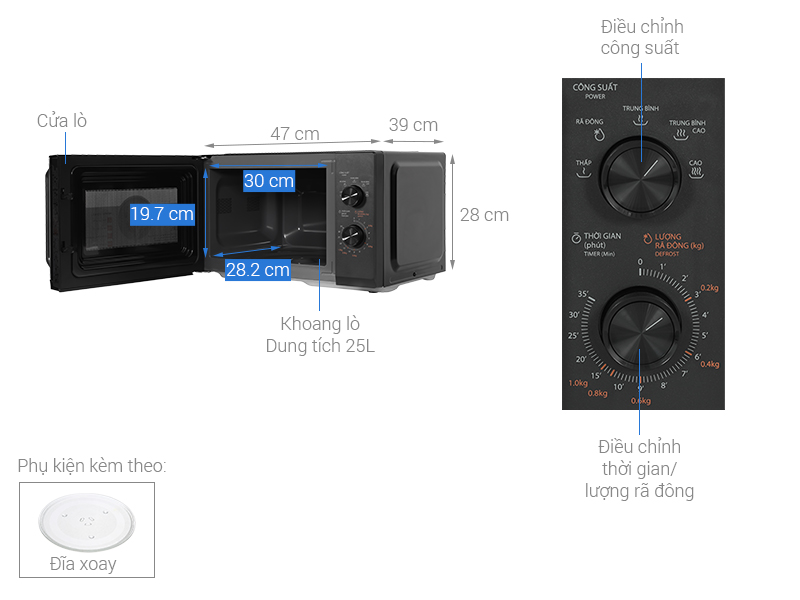 Điều chỉnh
công suất
CÔNG SUẤT
POWER
TRUNG BÌNH
RÃ ĐÔNG
TRUNG BÌNH
CAO
THẤP
CAO
THỜI GIAN
(phút)
TIMER (Min)
LƯỢNG
RÃ ĐÔNG (kg)
DEFROST
0
1'
2'
3'
0.2kg
4'
5'
6'
0.4kg
7'
8'
9'
0.6kg
10'
0.8kg
15'
1.0kg
20'
25'
30'
35'
Điều chỉnh
thời gian/
lượng rã đông
Cửa lò
47 cm
39 cm
30 cm
19.7 cm
28 cm
28.2 cm
Khoang lò
Dung tích 25L
Phụ kiện kèm theo:
Đĩa xoay